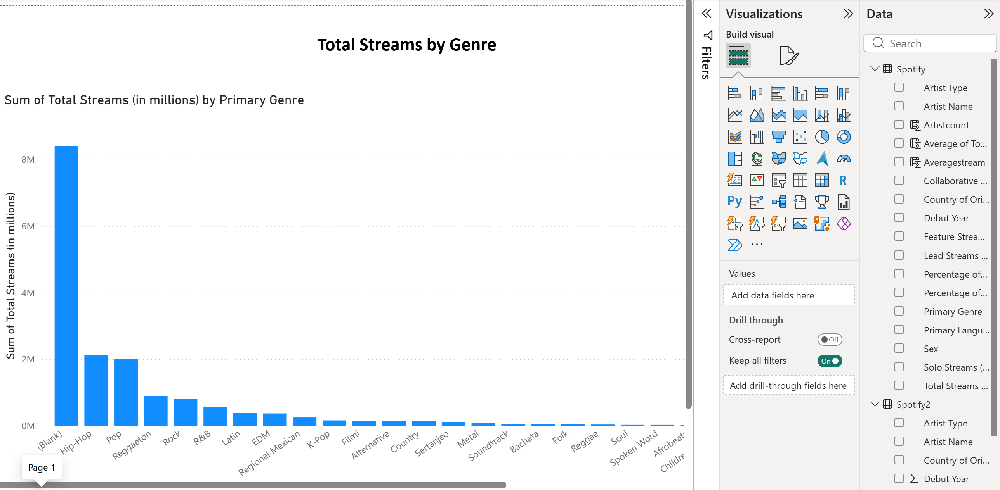 Total Streams by Genre
Sum of Total Streams (in millions) by Primary Genre
Sum of Total Streams (in millions)
8M
6M
4M
2M
0M
(Blank)
Hip-Hop
Pop
Reggaeton
Rock
R&B
Latin
EDM
Regional Mexican
K-Pop
Filmi
Alternative
Country
Sertanjeo
Metal
Soundtrack
Bachata
Folk
Reggae
Soul
Spoken Word
Afrobeats
Childre
Page 1
Filters
Visualizations
Build visual
123
R
Py
Values
Add data fields here
Drill through
Cross-report
Off
Keep all filters
On
Add drill-through fields here
Data
Search
Spotify
Artist Type
Artist Name
Artistcount
Average of To...
Averagestream
Collaborative ...
Country of Ori...
Debut Year
Feature Strea...
Lead Streams ...
Percentage of...
Percentage of...
Primary Genre
Primary Langu...
Sex
Solo Streams (...
Total Streams ...
Spotify2
Artist Type
Artist Name
Country of Ori...
Debut Year